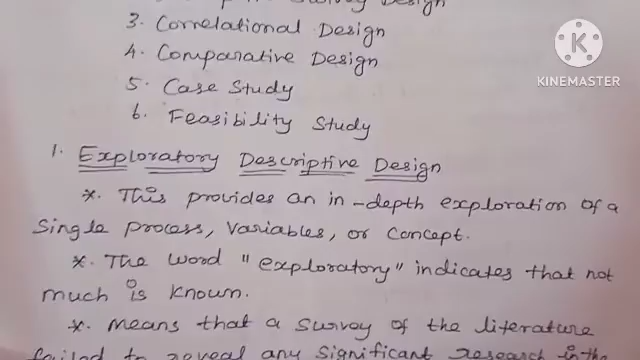 Survey Design
3. Correlational Design
4. Comparative Design
5. Case Study
6. Feasibility Study
1. Exploratory Descriptive Design
*. This provides an in-depth exploration of a
single process, variables, or concept.
*. The word "exploratory" indicates that not
much is known.
*. Means that a survey of the literature
failed to reveal any significant research in the
KINEMASTER